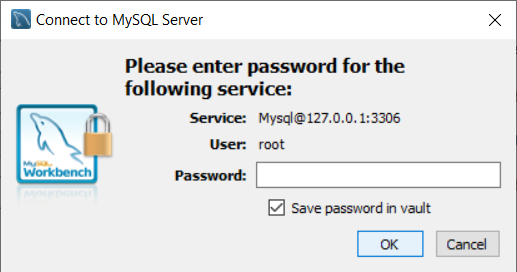 Connect to MySQL Server
Please enter password for the
following service:
Service: Mysql@127.0.0.1:3306
User: root
Password:
Save password in vault
MySQL
Workbench
OK Cancel